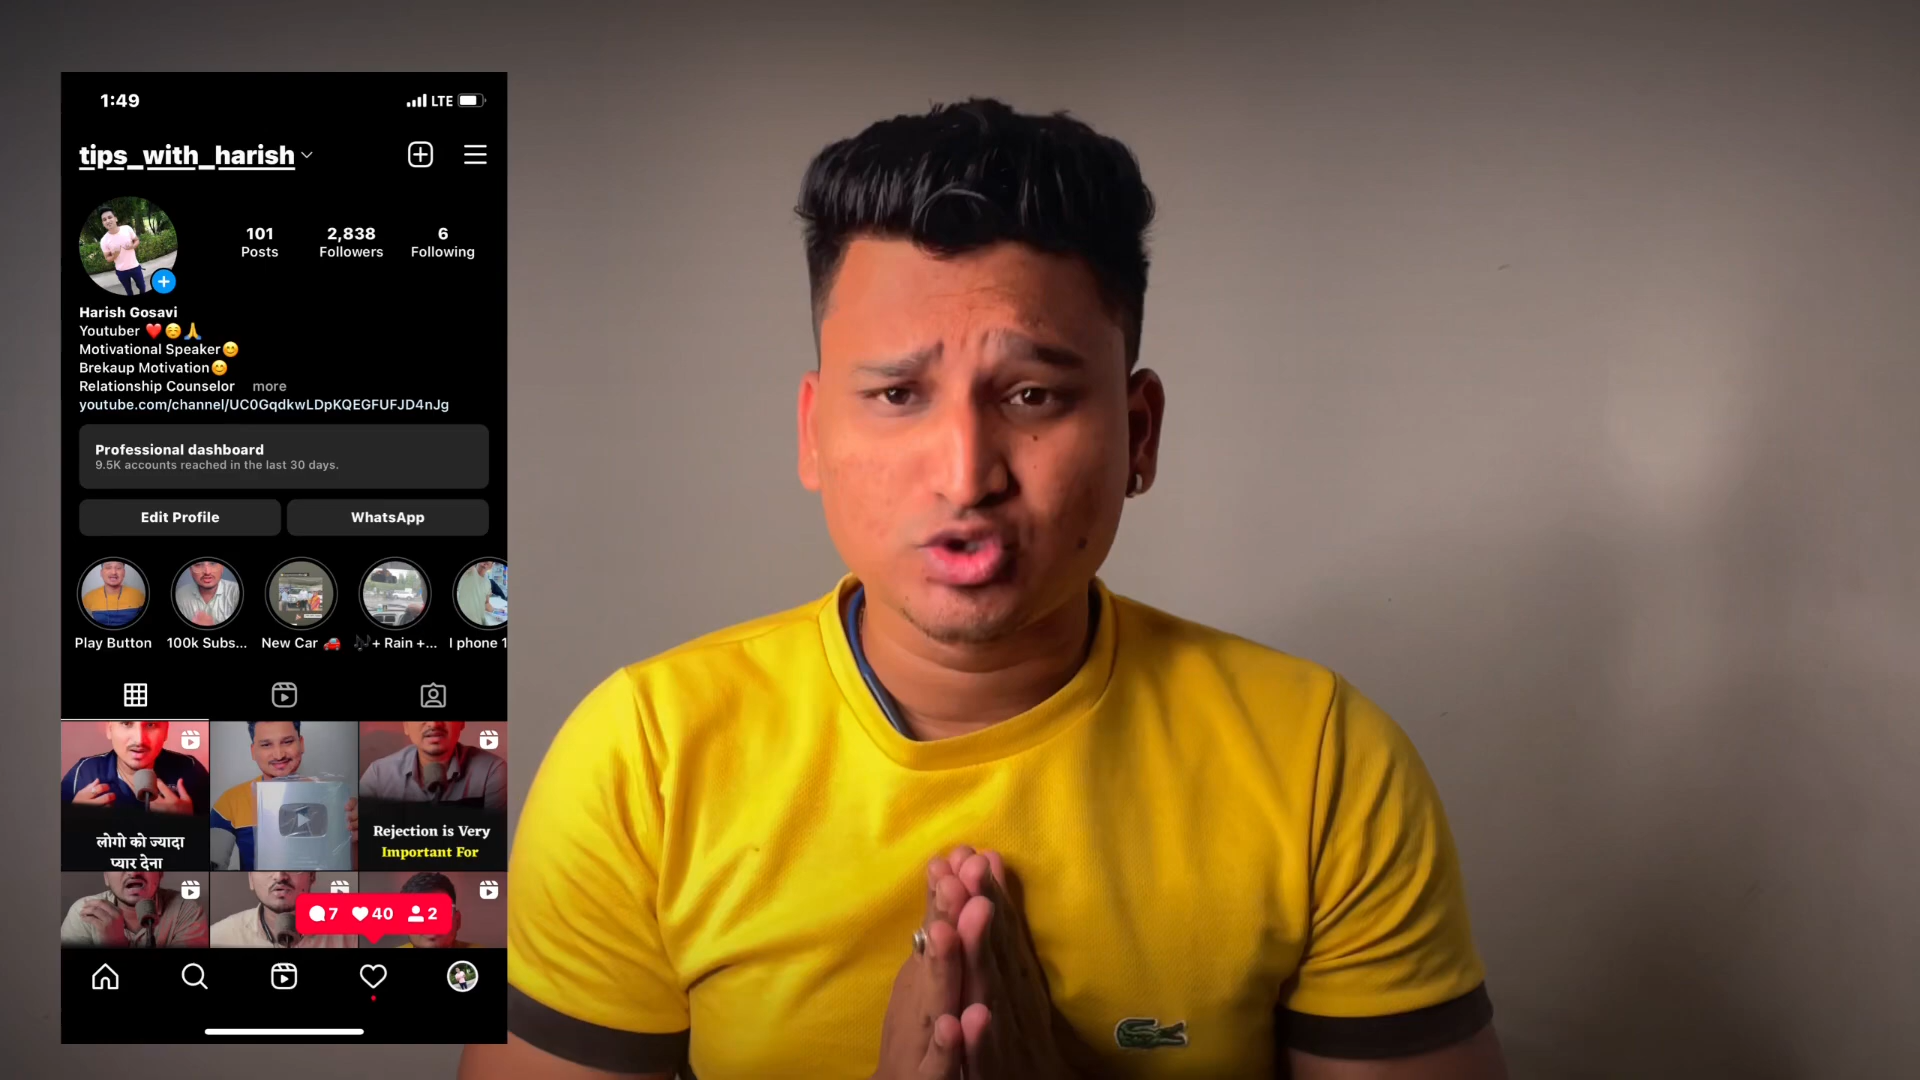 1:49
LTE
tips_with_harish
101
Posts
2,838
Followers
6
Following
Harish Gosavi
Youtuber ❤️☺️🙏
Motivational Speaker😊
Brekaup Motivation😊
Relationship Counselor more
youtube.com/channel/UC0GqdkwLDpKQEGFUFJD4nJg
Professional dashboard
9.5K accounts reached in the last 30 days.
Edit Profile
WhatsApp
Play Button
100k Subs...
New Car 🚗
🎶+ Rain +...
I phone 1
लोगो को ज्यादा
प्यार देना
Rejection is Very
Important For
7 40 2